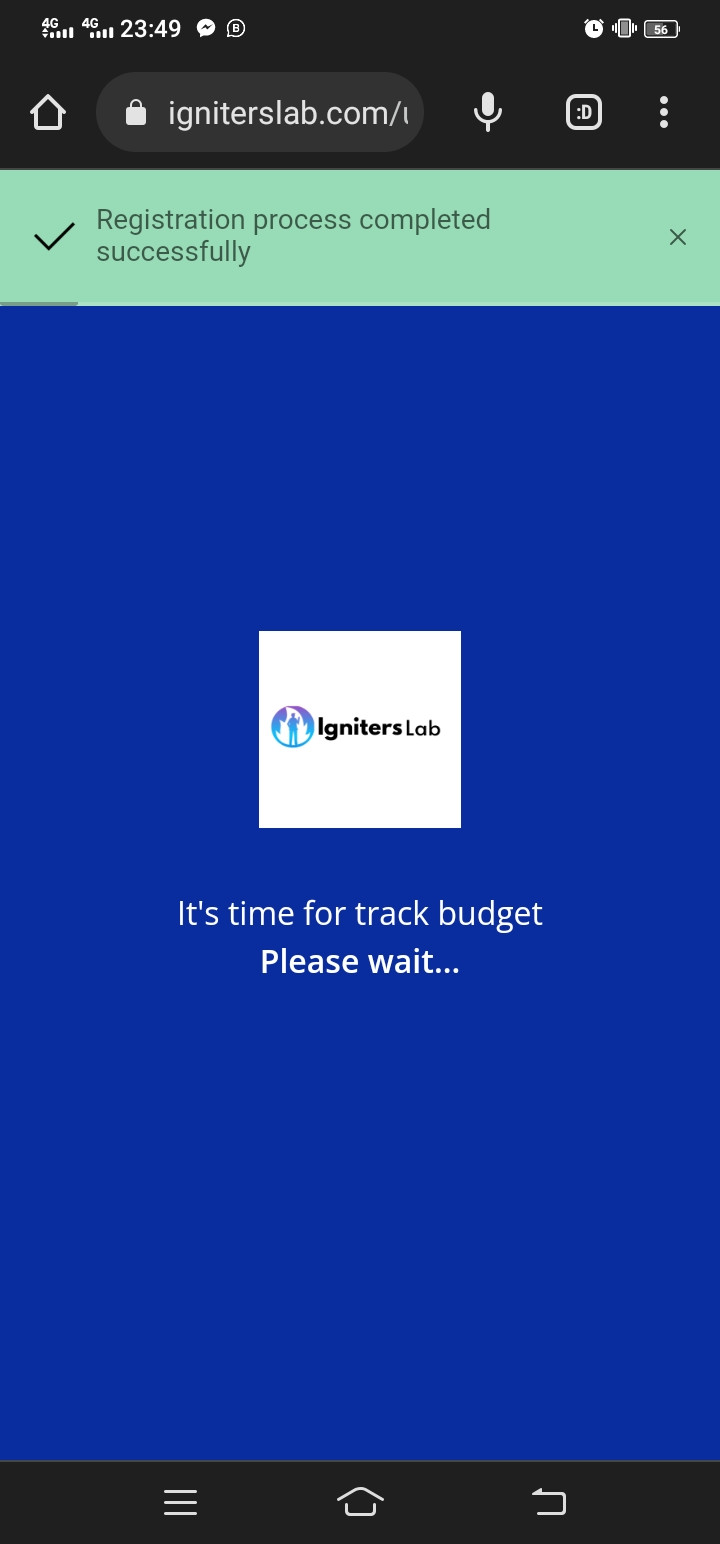 4G 4G 23:49 B 56
igniterslab.com/
:D
Registration process completed
successfully
Igniters Lab
It's time for track budget
Please wait...